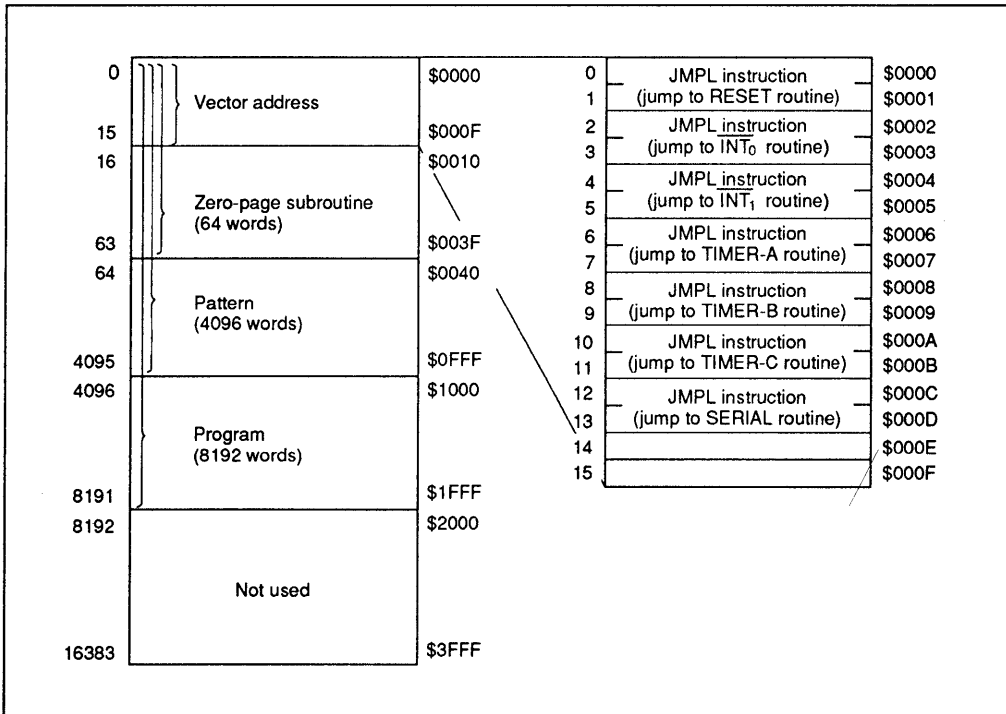 0 $0000
Vector address
15 $000F
16 $0010
Zero-page subroutine
(64 words)
63 $003F
64 $0040
Pattern
(4096 words)
4095 $0FFF
4096 $1000
Program
(8192 words)
8191 $1FFF
8192 $2000
Not used
16383 $3FFF
0 JMPL instruction $0000
1 (jump to RESET routine) $0001
2 JMPL instruction $0002
3 (jump to INT0 routine) $0003
4 JMPL instruction $0004
5 (jump to INT1 routine) $0005
6 JMPL instruction $0006
7 (jump to TIMER-A routine) $0007
8 JMPL instruction $0008
9 (jump to TIMER-B routine) $0009
10 JMPL instruction $000A
11 (jump to TIMER-C routine) $000B
12 JMPL instruction $000C
13 (jump to SERIAL routine) $000D
14 $000E
15 $000F